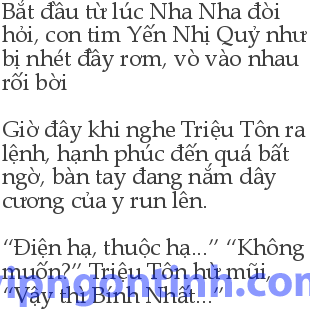 Bắt đầu từ lúc Nha Nha đòi
hỏi, con tim Yến Nhị Quỷ như
bị nhét đầy rơm, vò vào nhau
rối bời
Giờ đây khi nghe Triệu Tôn ra
lệnh, hạnh phúc đến quá bất
ngờ, bàn tay đang nắm dây
cương của y run lên.
“Điện hạ, thuộc hạ...” “Không
muốn?” Triệu Tôn hừ mũi,
“Vậy thì Bính Nhất...”